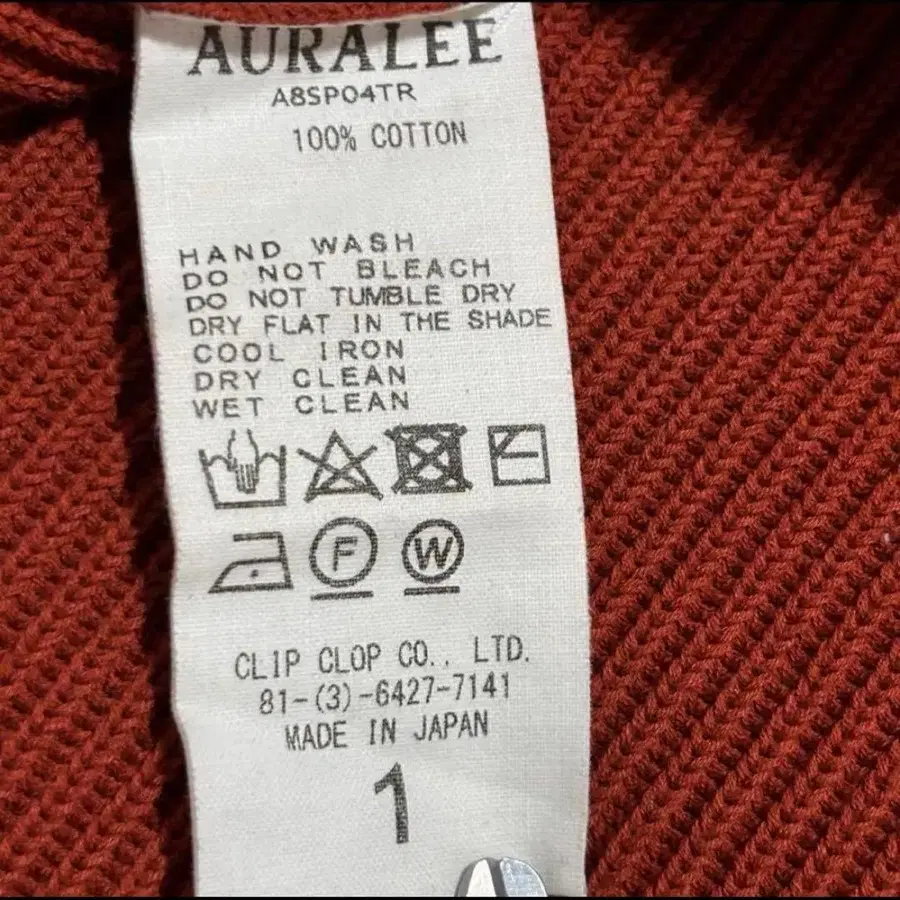 AURALEE
A8SP04TR
100% COTTON
HAND WASH
DO NOT BLEACH
DO NOT TUMBLE DRY
DRY FLAT IN THE SHADE
COOL IRON
DRY CLEAN
WET CLEAN
F W
CLIP CLOP CO., LTD.
81-(3)-6427-7141
MADE IN JAPAN
1